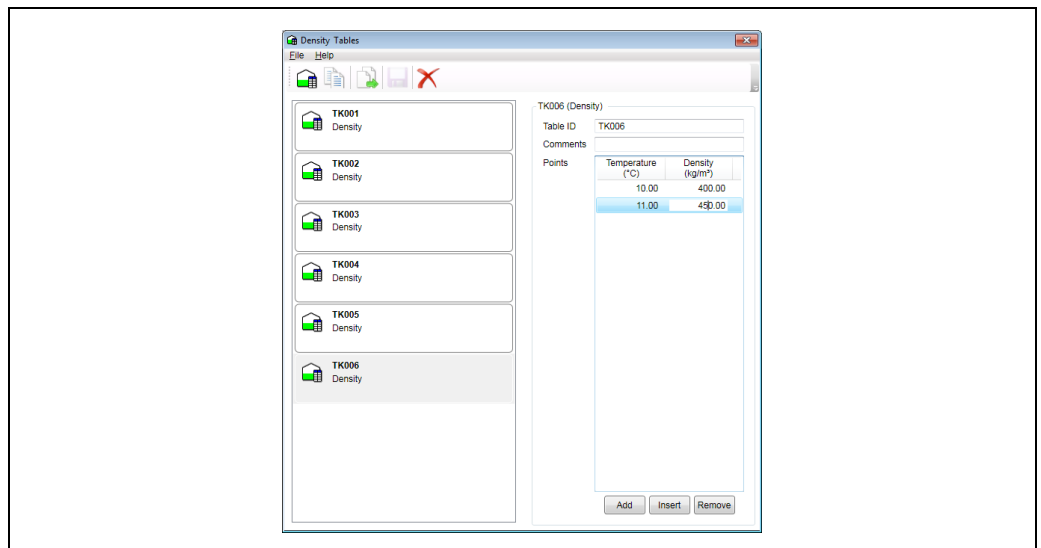 Density Tables
File Help
TK001
Density
TK002
Density
TK003
Density
TK004
Density
TK005
Density
TK006
Density
TK006 (Density)
Table ID TK006
Comments
Points Temperature (°C) Density (kg/m³)
10.00 400.00
11.00 450.00
Add Insert Remove